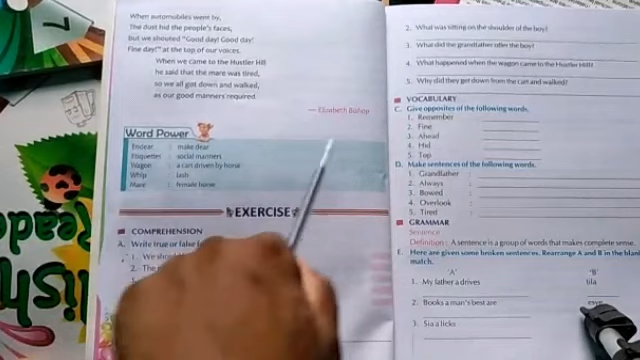 When automobiles went by,
The dust hid the people's faces,
But we shouted "Good day! Good day!
Fine day!" at the top of our voices.
When we came to the Hustler Hill
he said that the mare was tired,
so we all got down and walked,
as our good manners required
— Elizabeth Bishop
Word Power
Endear : make dear
Etiquettes : social manners
Wagon : a cart driven by horse
Whip : lash
Mare : female horse
EXERCISE
COMPREHENSION
A. Write true or false
1. We
2. The
2. What was sitting on the shoulder of the boy?
3. What did the grandfather offer the boy?
4. What happened when the wagon came to the Hustler Hill?
5. Why did they get down from the cart and walked?
VOCABULARY
C. Give opposites of the following words.
1. Remember
2. Fine
3. Ahead
4. Hid
5. Top
D. Make sentences of the following words.
1. Grandfather :
2. Always :
3. Bowed :
4. Overlook :
5. Tired :
GRAMMAR
Sentence
Definition : A sentence is a group of words that makes complete sense.
E. Here are given some broken sentences. Rearrange A and B in the blank
match.
'A' 'B'
1. My father a drives
2. Books a man's best are
3. Sia a licks
7